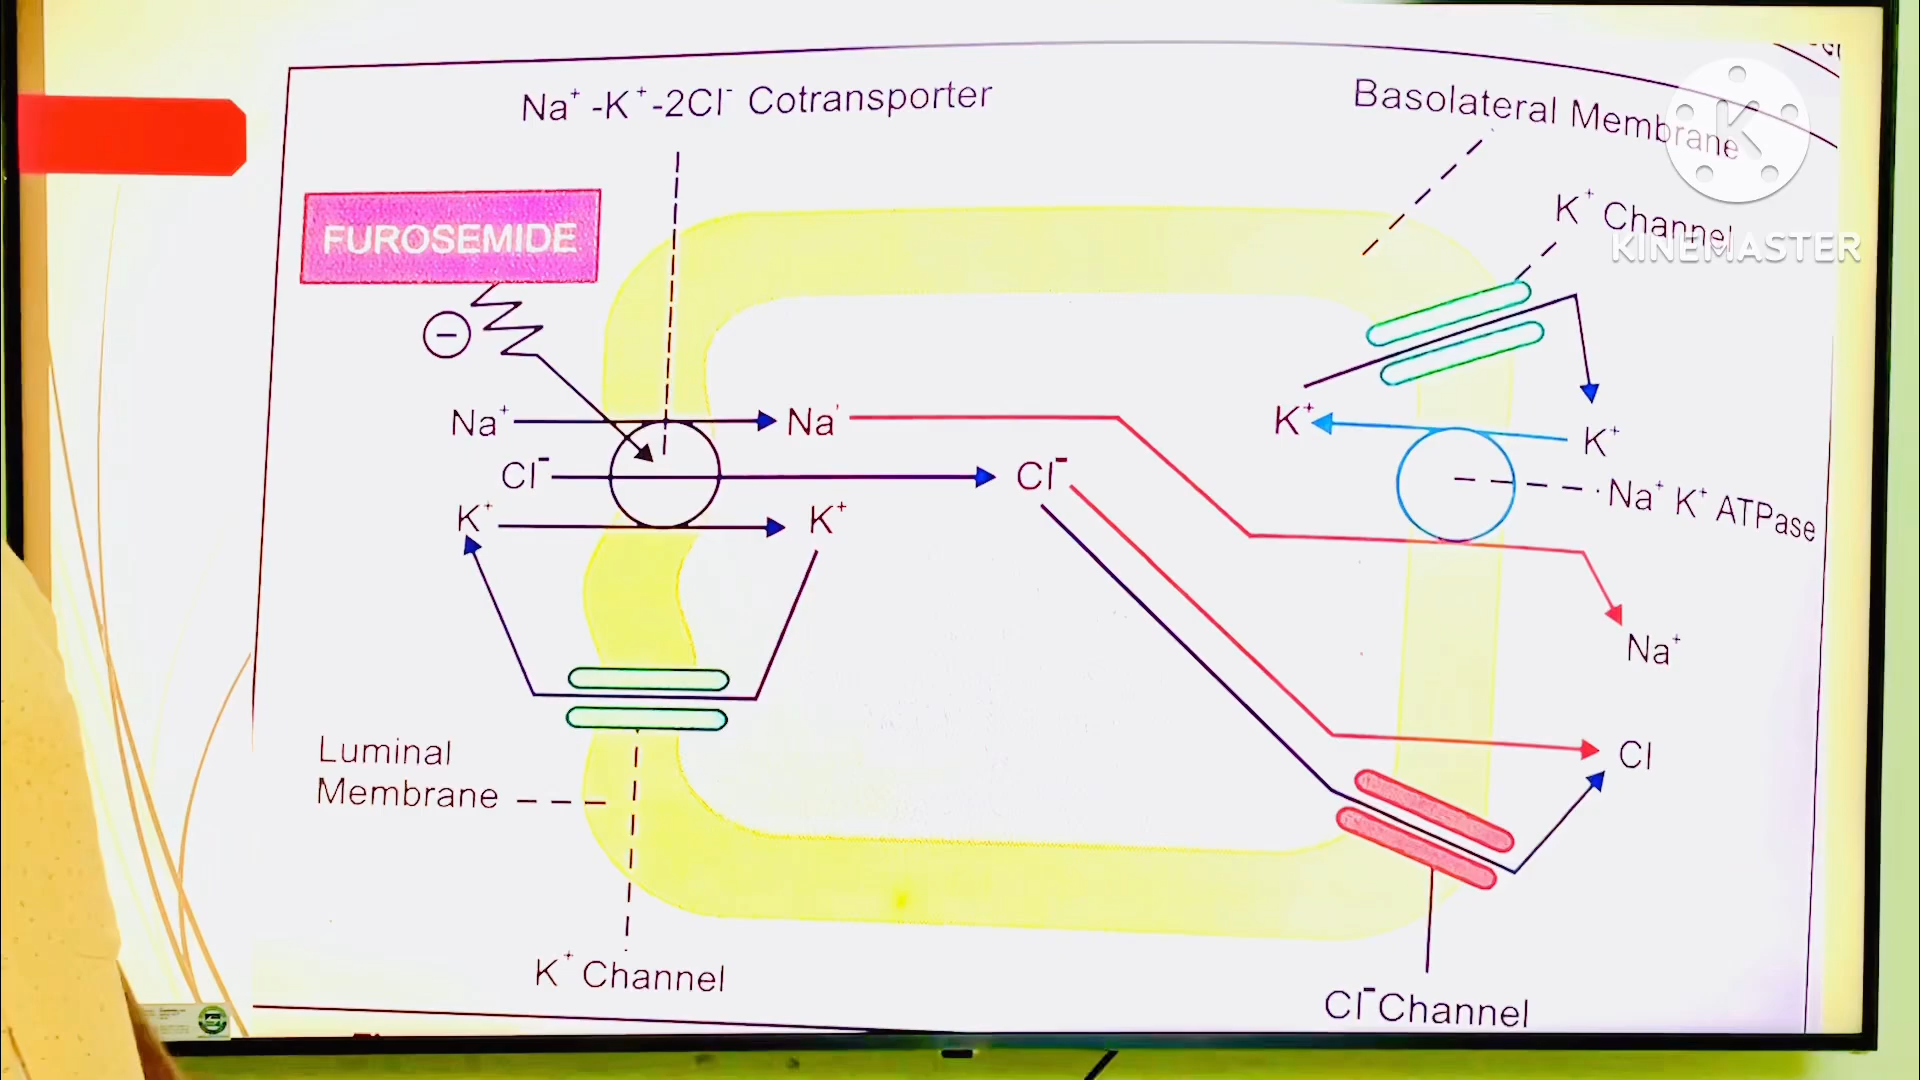 Na⁺ -K⁺ -2Cl⁻ Cotransporter
Basolateral Membrane
K⁺ Channel
KINEMASTER
FUROSEMIDE
−
Na⁺
Na'
K⁺
K⁺
Cl⁻
Cl⁻
Na⁺ K⁺ ATPase
K⁺
K⁺
Na⁺
Luminal
Membrane
Cl
K⁺ Channel
Cl⁻ Channel